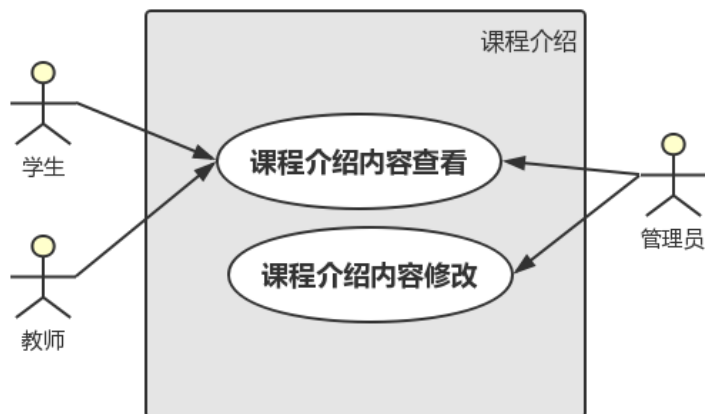 课程介绍
学生
课程介绍内容查看
管理员
课程介绍内容修改
教师